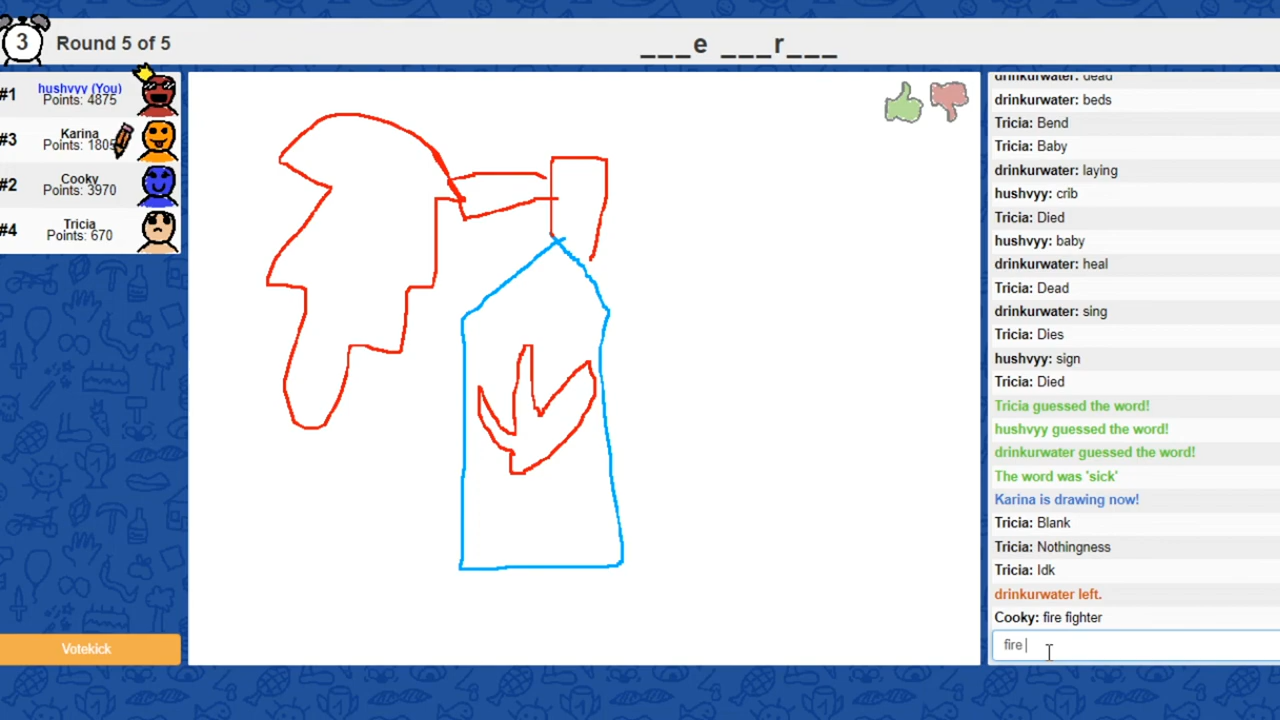 3
Round 5 of 5
___e ___r___
#1
hushvyy (You)
Points: 4875
#3
Karina
Points: 1805
#2
Cooky
Points: 3970
#4
Tricia
Points: 670
Votekick
drinkurwater: dead
drinkurwater: beds
Tricia: Bend
Tricia: Baby
drinkurwater: laying
hushvyy: crib
Tricia: Died
hushvyy: baby
drinkurwater: heal
Tricia: Dead
drinkurwater: sing
Tricia: Dies
hushvyy: sign
Tricia: Died
Tricia guessed the word!
hushvyy guessed the word!
drinkurwater guessed the word!
The word was 'sick'
Karina is drawing now!
Tricia: Blank
Tricia: Nothingness
Tricia: Idk
drinkurwater left.
Cooky: fire fighter
fire